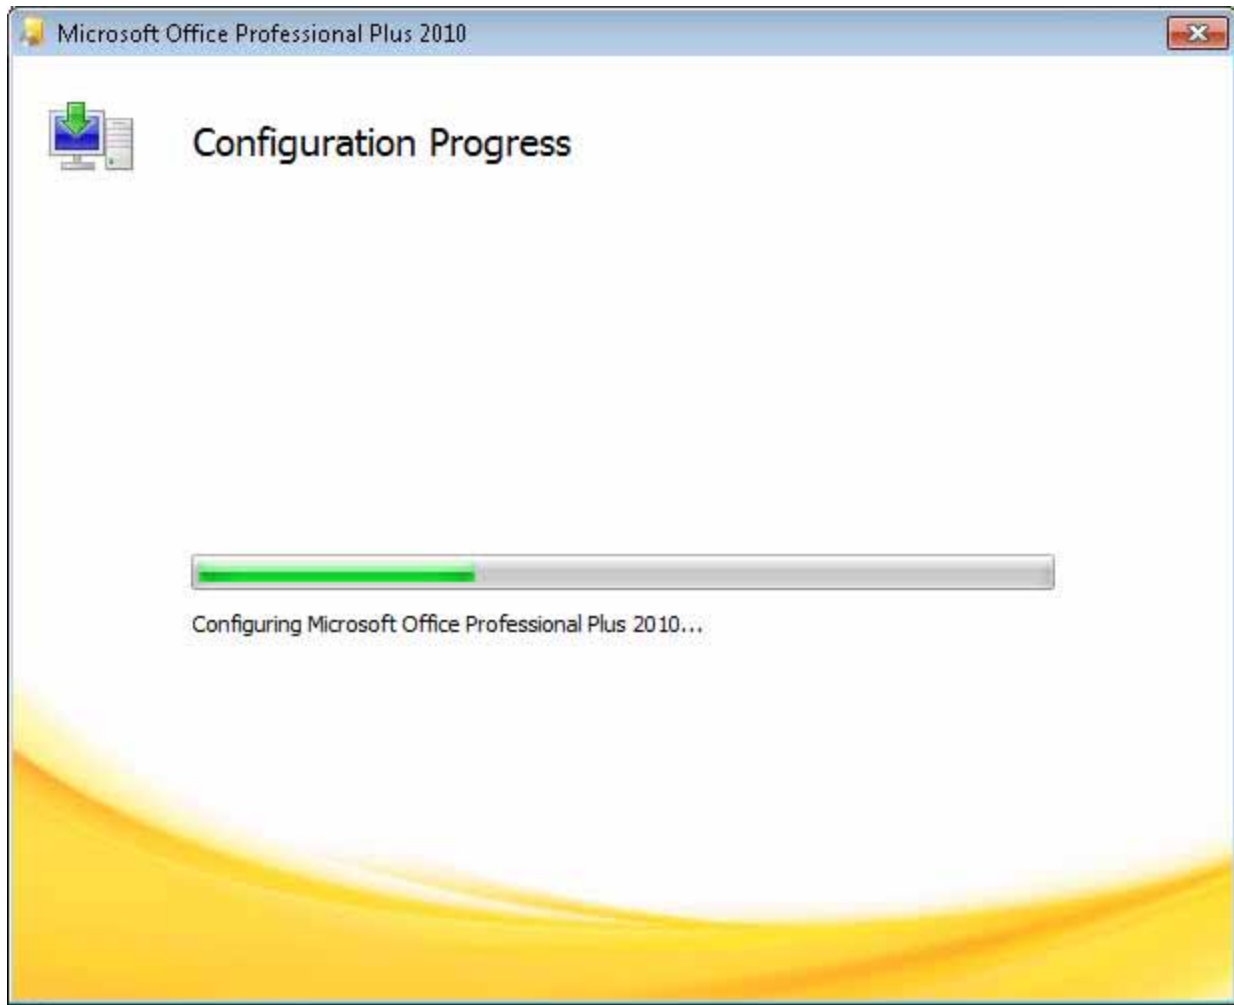 Microsoft Office Professional Plus 2010
Configuration Progress
Configuring Microsoft Office Professional Plus 2010...